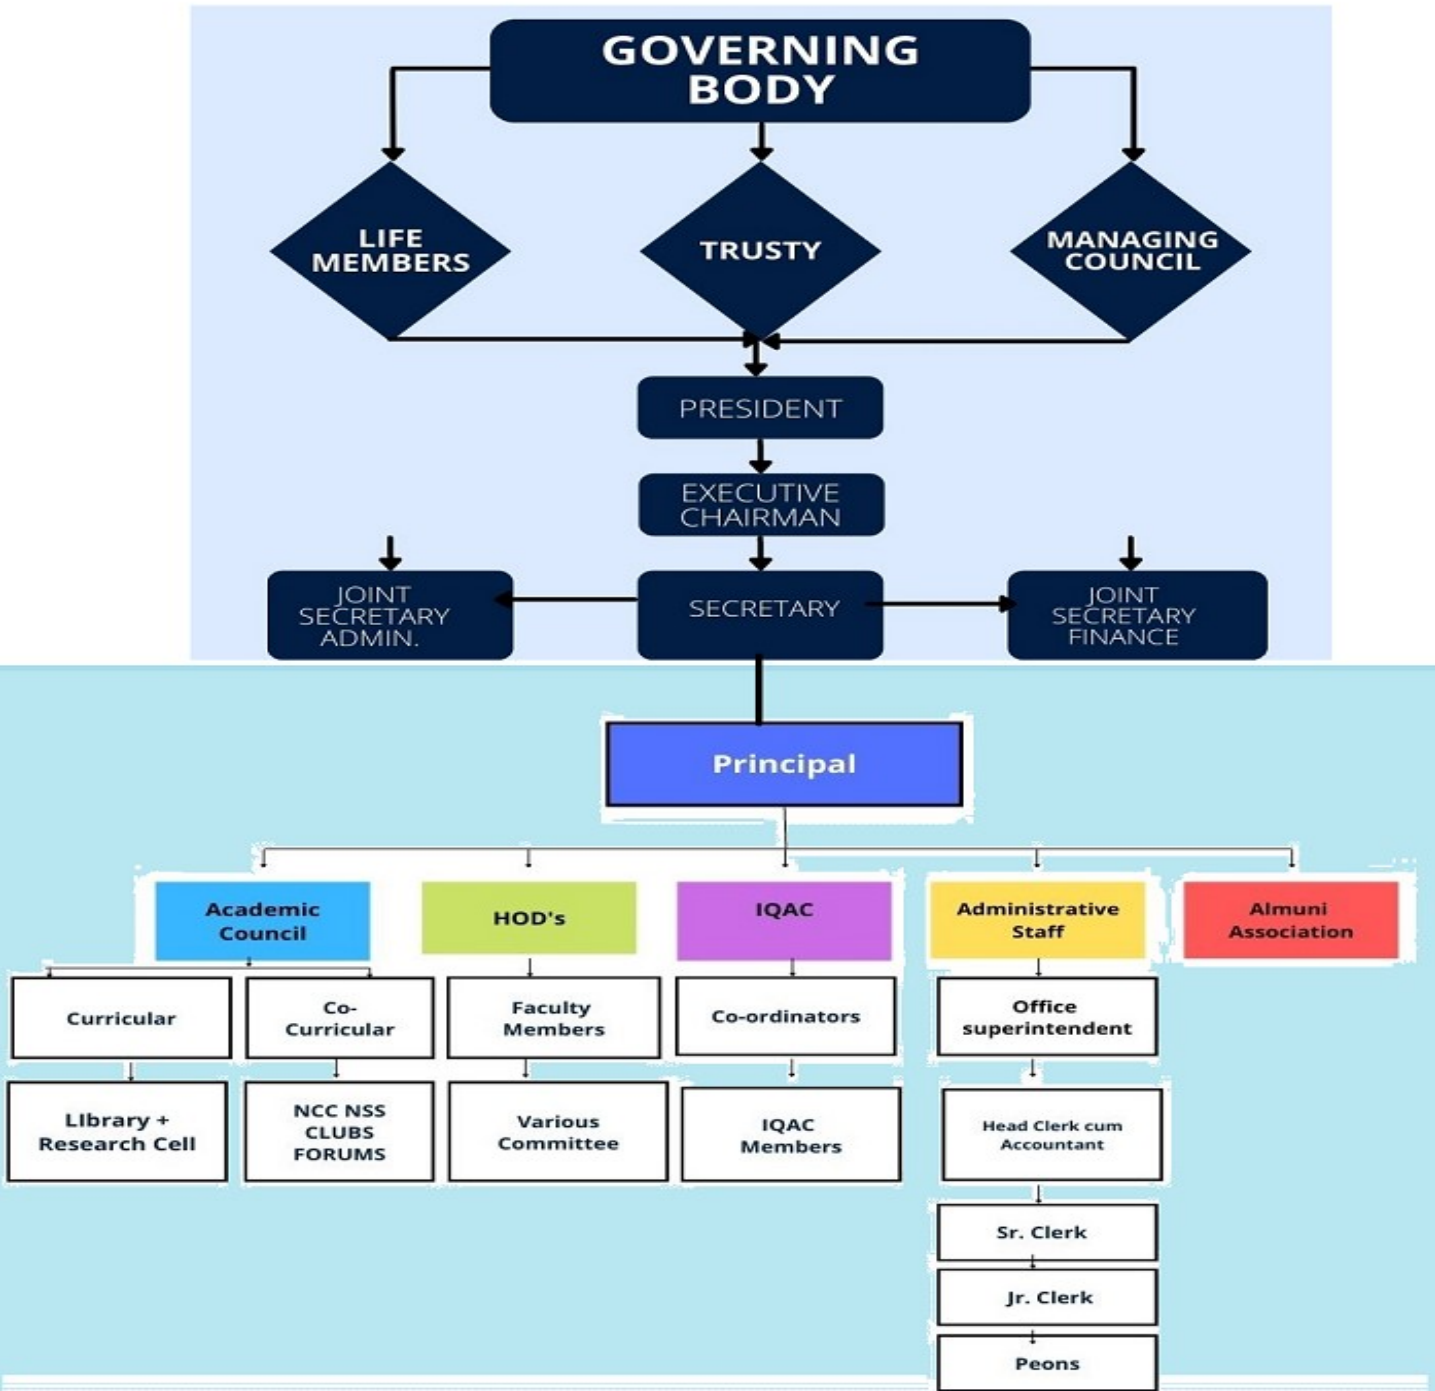 GOVERNING
BODY
LIFE
MEMBERS
TRUSTY
MANAGING
COUNCIL
PRESIDENT
EXECUTIVE
CHAIRMAN
JOINT
SECRETARY
ADMIN.
SECRETARY
JOINT
SECRETARY
FINANCE
Principal
Academic
Council
HOD's
IQAC
Administrative
Staff
Almuni
Association
Curricular
Co-
Curricular
Faculty
Members
Co-ordinators
Office
superintendent
LIbrary +
Research Cell
NCC NSS
CLUBS
FORUMS
Various
Committee
IQAC
Members
Head Clerk cum
Accountant
Sr. Clerk
Jr. Clerk
Peons